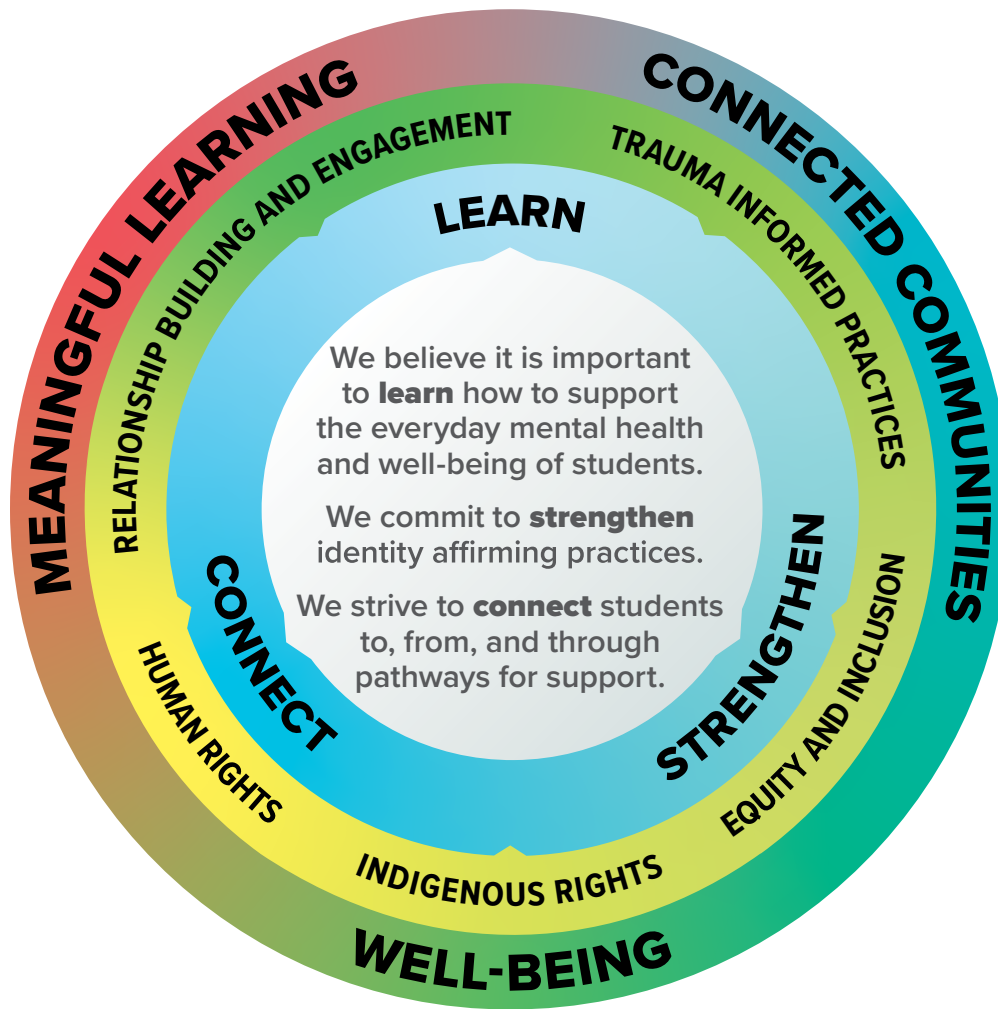 MEANINGFUL LEARNING
CONNECTED COMMUNITIES
WELL-BEING
RELATIONSHIP BUILDING AND ENGAGEMENT
TRAUMA INFORMED PRACTICES
EQUITY AND INCLUSION
INDIGENOUS RIGHTS
HUMAN RIGHTS
LEARN
STRENGTHEN
CONNECT
We believe it is important
to learn how to support
the everyday mental health
and well-being of students.
We commit to strengthen
identity affirming practices.
We strive to connect students
to, from, and through
pathways for support.